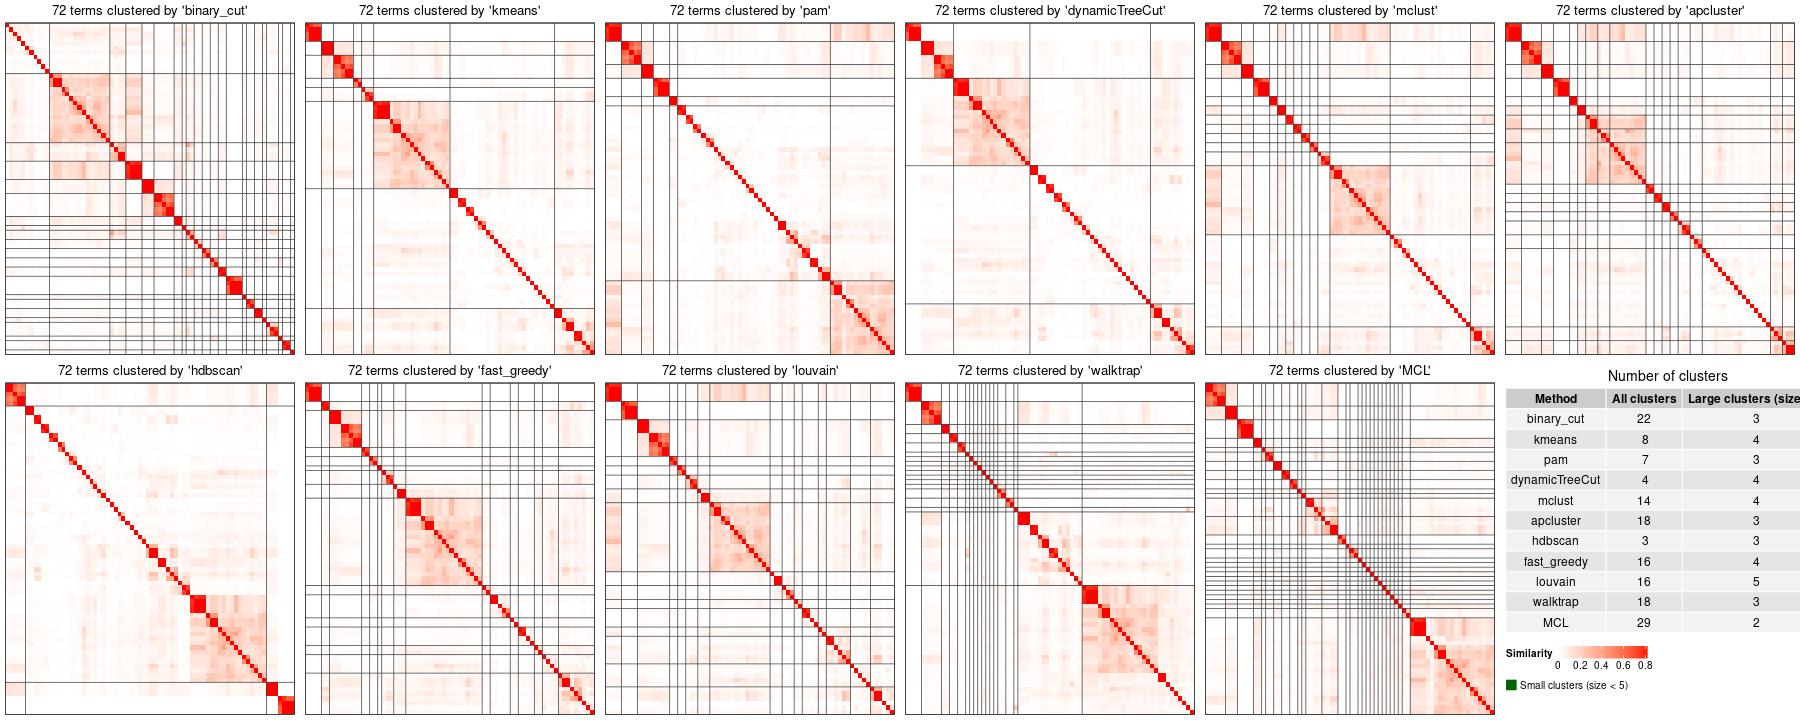 72 terms clustered by 'binary_cut'
72 terms clustered by 'kmeans'
72 terms clustered by 'pam'
72 terms clustered by 'dynamicTreeCut'
72 terms clustered by 'mclust'
72 terms clustered by 'apcluster'
72 terms clustered by 'hdbscan'
72 terms clustered by 'fast_greedy'
72 terms clustered by 'louvain'
72 terms clustered by 'walktrap'
72 terms clustered by 'MCL'
Number of clusters
Method All clusters Large clusters (size
binary_cut 22 3
kmeans 8 4
pam 7 3
dynamicTreeCut 4 4
mclust 14 4
apcluster 18 3
hdbscan 3 3
fast_greedy 16 4
louvain 16 5
walktrap 18 3
MCL 29 2
Similarity
0 0.2 0.4 0.6 0.8
Small clusters (size < 5)